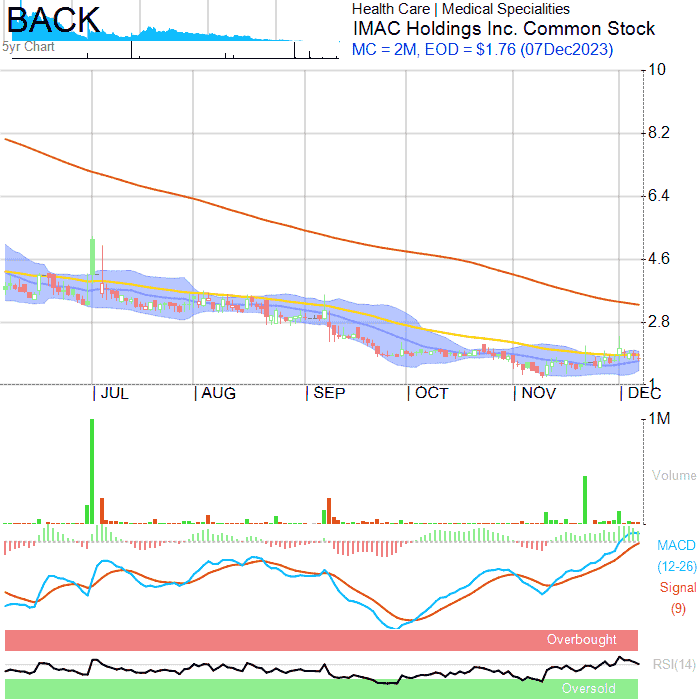 BACK
Health Care | Medical Specialities
IMAC Holdings Inc. Common Stock
5yr Chart
MC = 2M, EOD = $1.76 (07Dec2023)
10
8.2
6.4
4.6
2.8
1
JUL
AUG
SEP
OCT
NOV
DEC
1M
Volume
MACD
(12-26)
Signal
(9)
Overbought
RSI(14)
Oversold